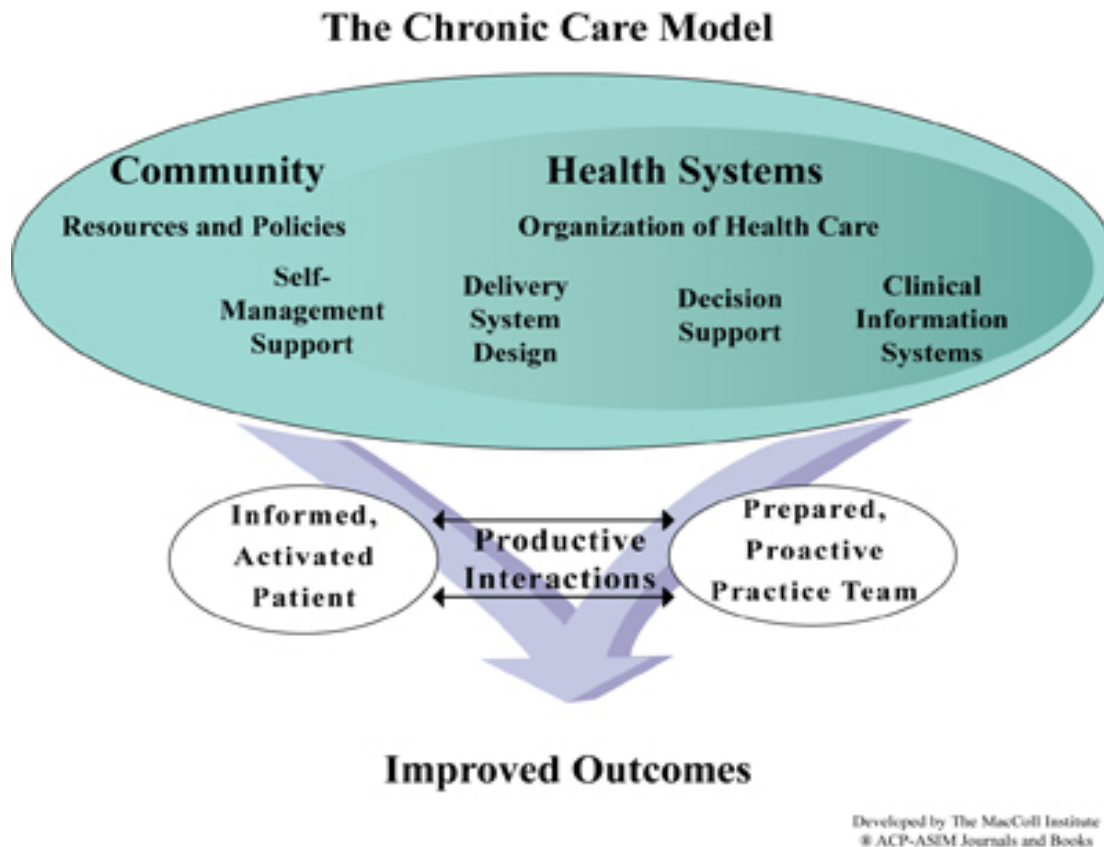 The Chronic Care Model
Community
Health Systems
Resources and Policies
Organization of Health Care
Self-
Management
Support
Delivery
System
Design
Decision
Support
Clinical
Information
Systems
Informed,
Activated
Patient
Productive
Interactions
Prepared,
Proactive
Practice Team
Improved Outcomes
Developed by The MacColl Institute
® ACP-ASIM Journals and Books